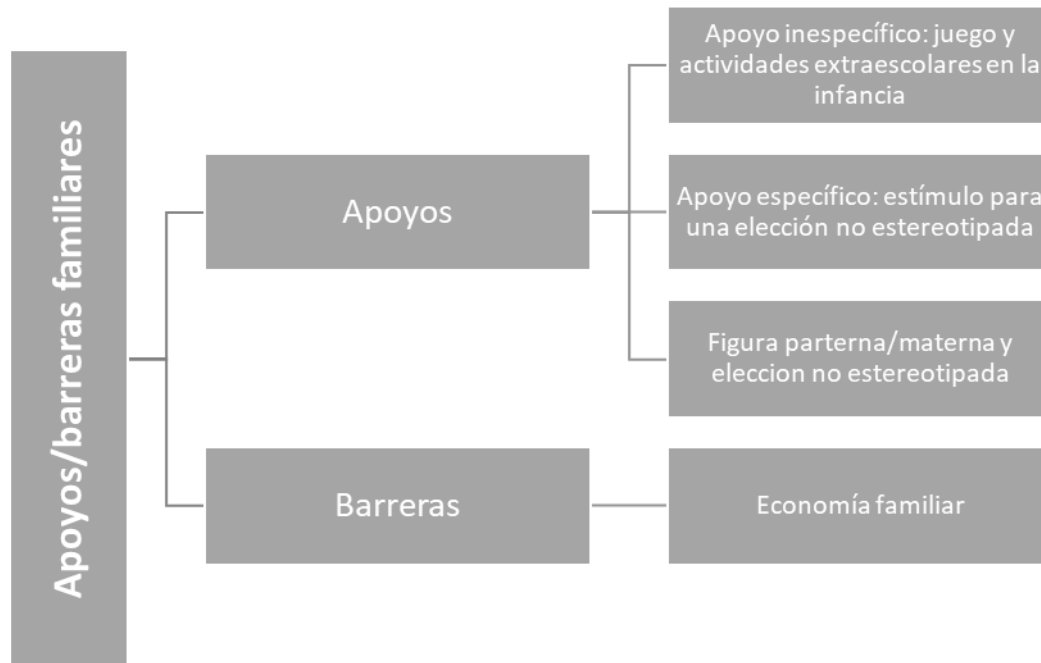 Apoyos/barreras familiares
Apoyos
Apoyo inespecífico: juego y
actividades extraescolares en la
infancia
Apoyo específico: estímulo para
una elección no estereotipada
Figura parterna/materna y
eleccion no estereotipada
Barreras
Economía familiar